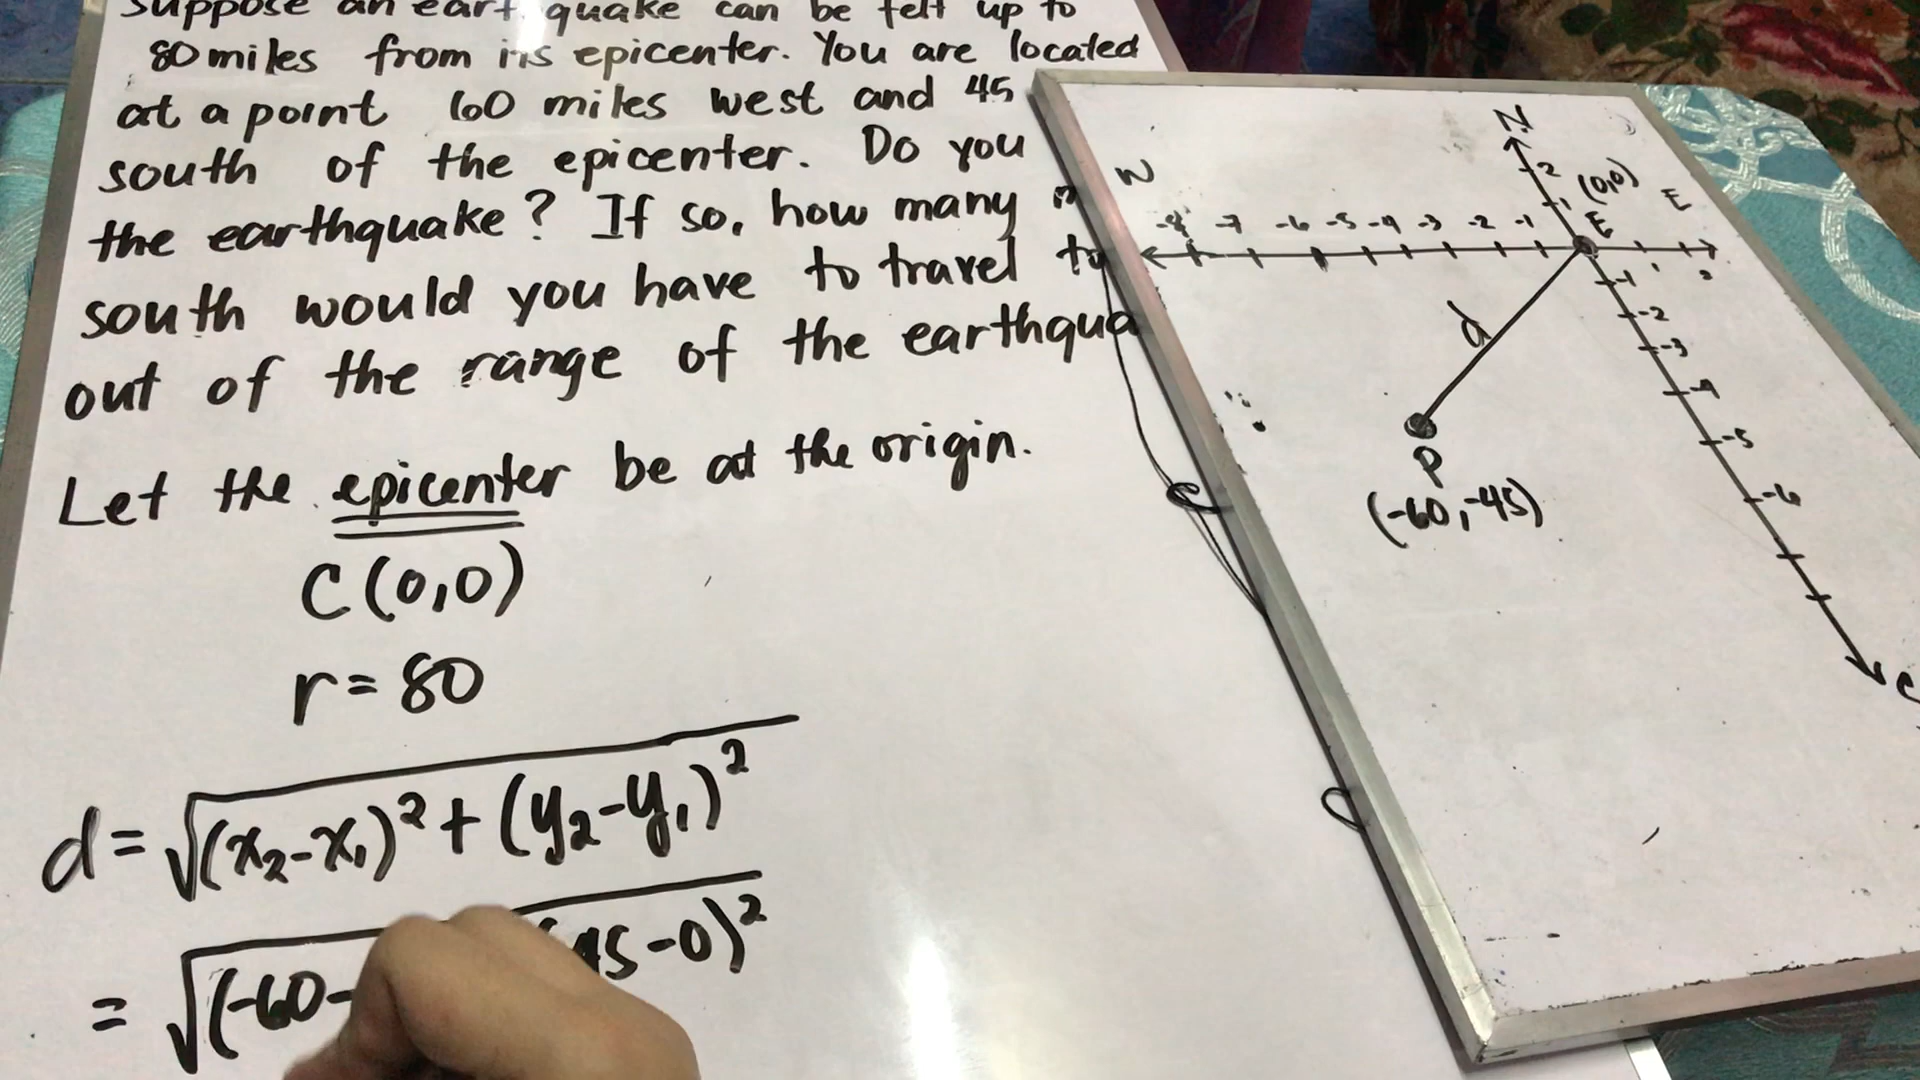 suppose an earthquake can be felt up to
80 miles from its epicenter. You are located
at a point 60 miles west and 45
south of the epicenter. Do you
the earthquake? If so, how many
south would you have to travel to
out of the range of the earthqua
Let the epicenter be at the origin.
C(0,0)
r = 80
d = √(x₂-x₁)² + (y₂-y₁)²
= √(-60- 45-0)²
N
2
1
(0,0)
W
E
-8 -7 -6 -5 -4 -3 -2 -1
E
1
-1
-2
-3
-4
-5
-6
d
P
(-60,-45)